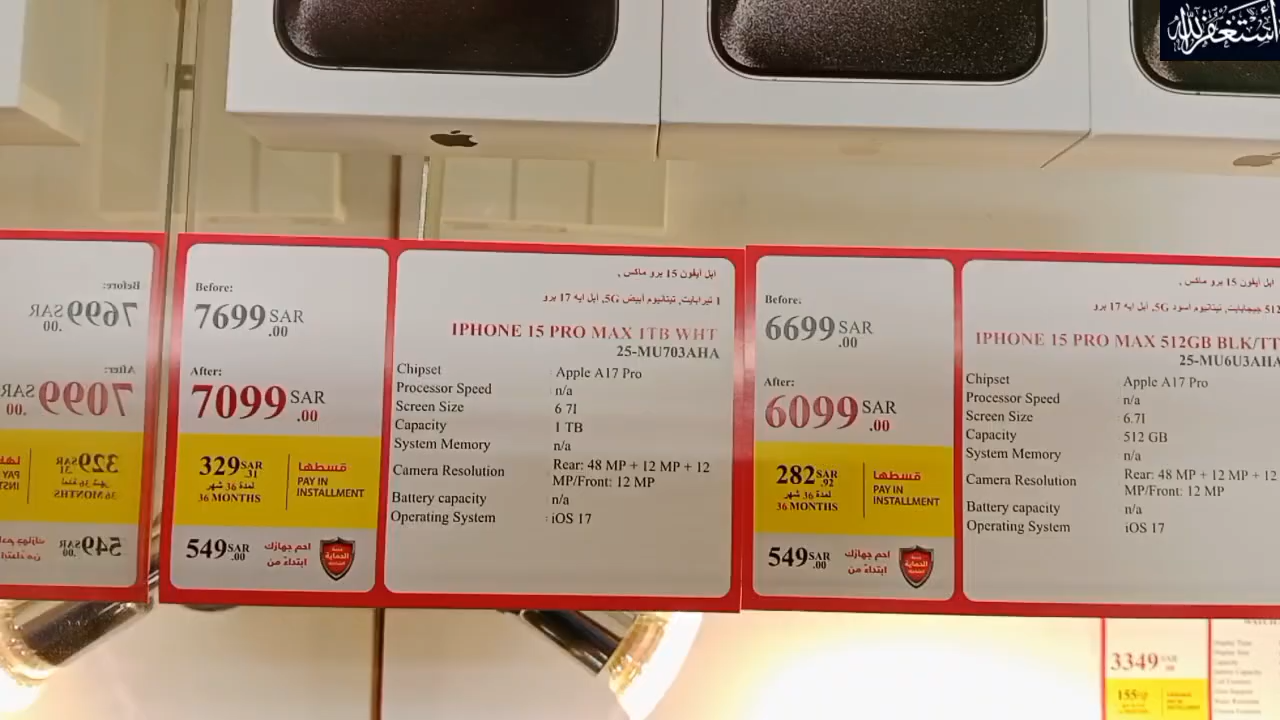 أستغفر الله
Before:
7699 SAR .00
After:
7099 SAR .00
329 SAR .31
لمدة 36 شهر
36 MONTHS
قسطها
PAY IN
INSTALLMENT
549 SAR .00
احم جهازك
ابتداءً من
ابل أيفون 15 برو ماكس ,
1 تيرابايت, تيتانيوم أبيض 5G, أبل ايه 17 برو
IPHONE 15 PRO MAX 1TB WHT
25-MU703AHA
Chipset : Apple A17 Pro
Processor Speed n/a
Screen Size 6 7I
Capacity : 1 TB
System Memory n/a
Camera Resolution : Rear: 48 MP + 12 MP + 12
MP/Front: 12 MP
Battery capacity n/a
Operating System : iOS 17
Before:
6699 SAR .00
After:
6099 SAR .00
282 SAR .92
لمدة 36 شهر
36 MONTHS
قسطها
PAY IN
INSTALLMENT
549 SAR .00
احم جهازك
ابتداءً من
ابل أيفون 15 برو ماكس ,
512 جيجابايت, تيتانيوم اسود 5G, أبل ايه 17 برو
IPHONE 15 PRO MAX 512GB BLK/TT
25-MU6U3AHA
Chipset Apple A17 Pro
Processor Speed n/a
Screen Size 6.7I
Capacity 512 GB
System Memory n/a
Camera Resolution Rear: 48 MP + 12 MP + 12
MP/Front: 12 MP
Battery capacity n/a
Operating System iOS 17
3349 SAR
155